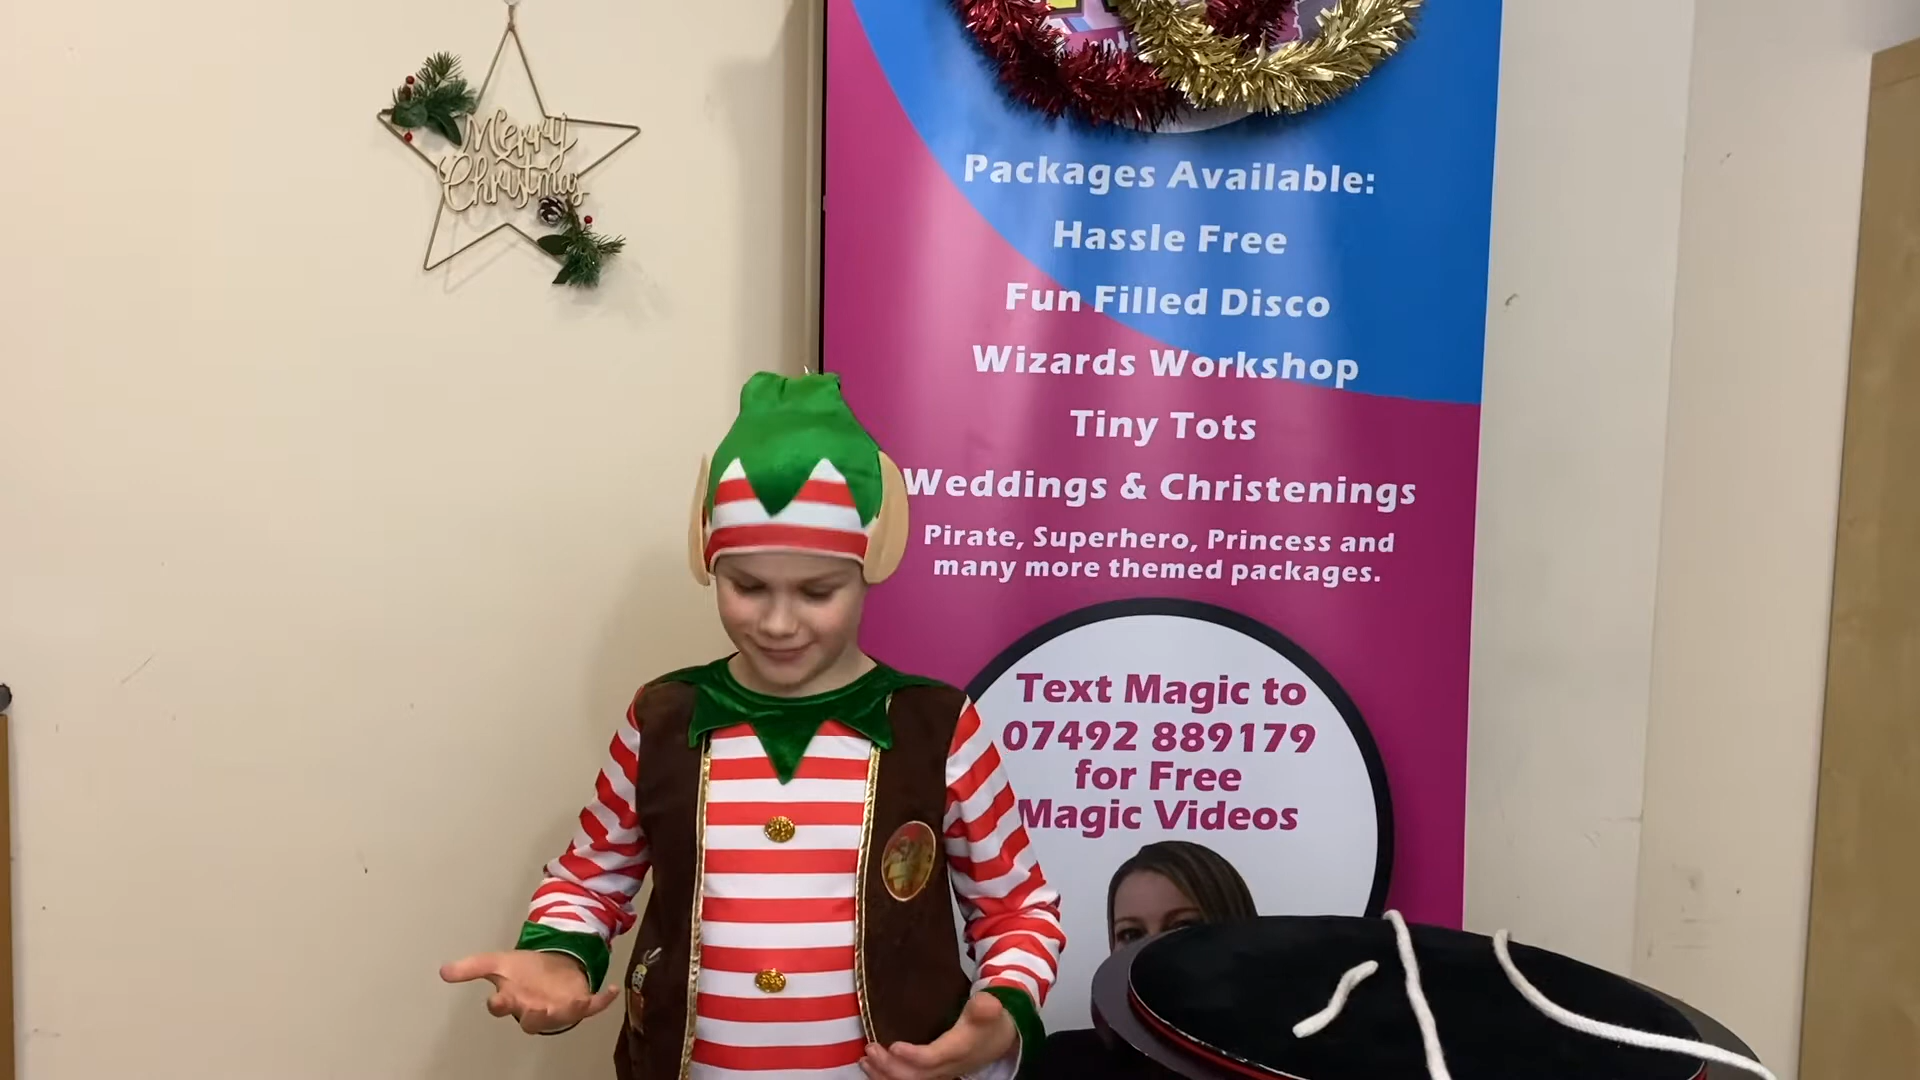 Merry
Christmas
Packages Available:
Hassle Free
Fun Filled Disco
Wizards Workshop
Tiny Tots
Weddings & Christenings
Pirate, Superhero, Princess and
many more themed packages.
Text Magic to
07492 889179
for Free
Magic Videos